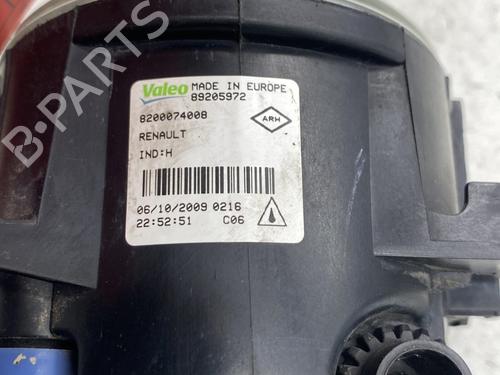 Valeo MADE IN EUROPE
89205972
8200074008
ARH
RENAULT
IND:H
06/10/2009 0216
22:52:51 C06
B-PARTS